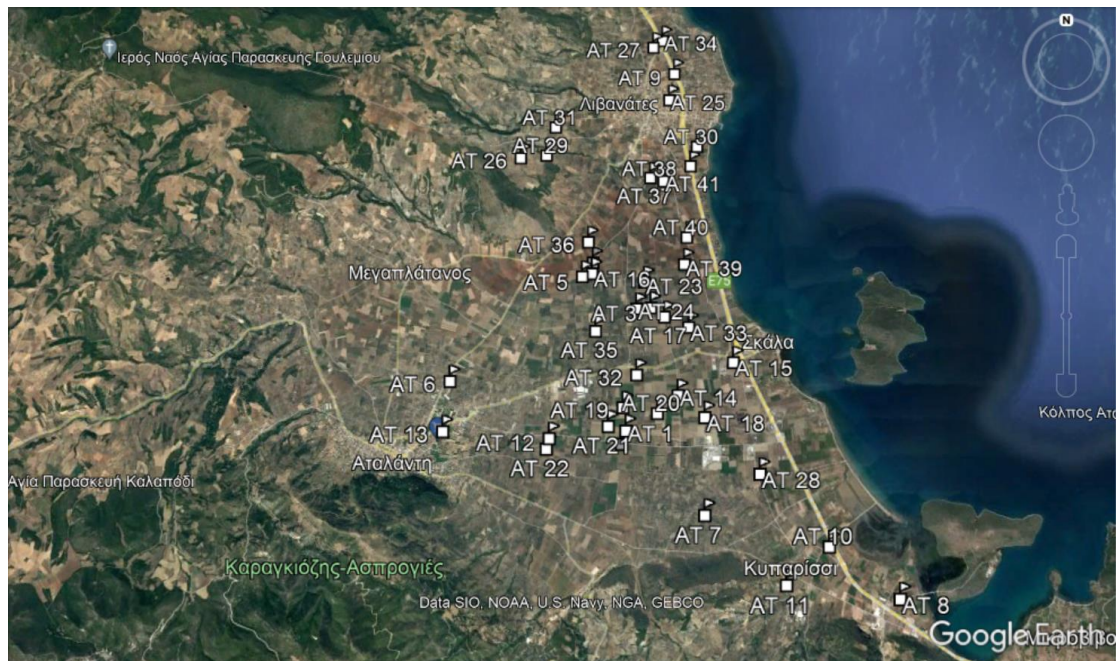 N
AT 27
AT 34
Ιερός Ναός Αγίας Παρασκευής Γουλεμίου
AT 9
Λιβανάτες
AT 25
AT 31
AT 29
AT 30
AT 26
AT 38
AT 41
AT 37
AT 40
AT 36
Μεγαπλάτανος
AT 5
AT 16
AT 39
AT 23
E75
AT 3
AT 24
AT 17
AT 33
Σκάλα
AT 35
AT 15
AT 32
AT 6
AT 14
AT 19
AT 20
Κόλπος Ατα
AT 18
AT 13
AT 12
AT 21
AT 1
Αταλάντη
AT 22
Αγία Παρασκευή Καλαπόδι
AT 28
AT 7
AT 10
Καραγκιόζης-Ασπρογιές
Κυπαρίσσι
Data SIO, NOAA, U.S. Navy, NGA, GEBCO
AT 11
AT 8
Google Earth